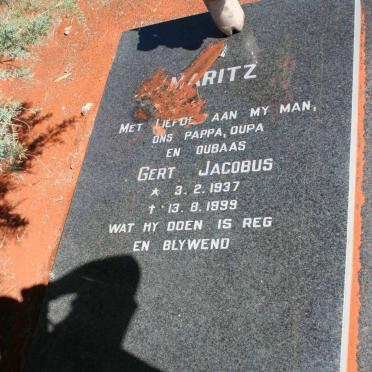 MARITZ
MET LIEFDE AAN MY MAN,
ONS PAPPA, OUPA
EN OUBAAS
GERT JACOBUS
* 3.2.1937
† 13.8.1999
WAT HY DOEN IS REG
EN BLYWEND